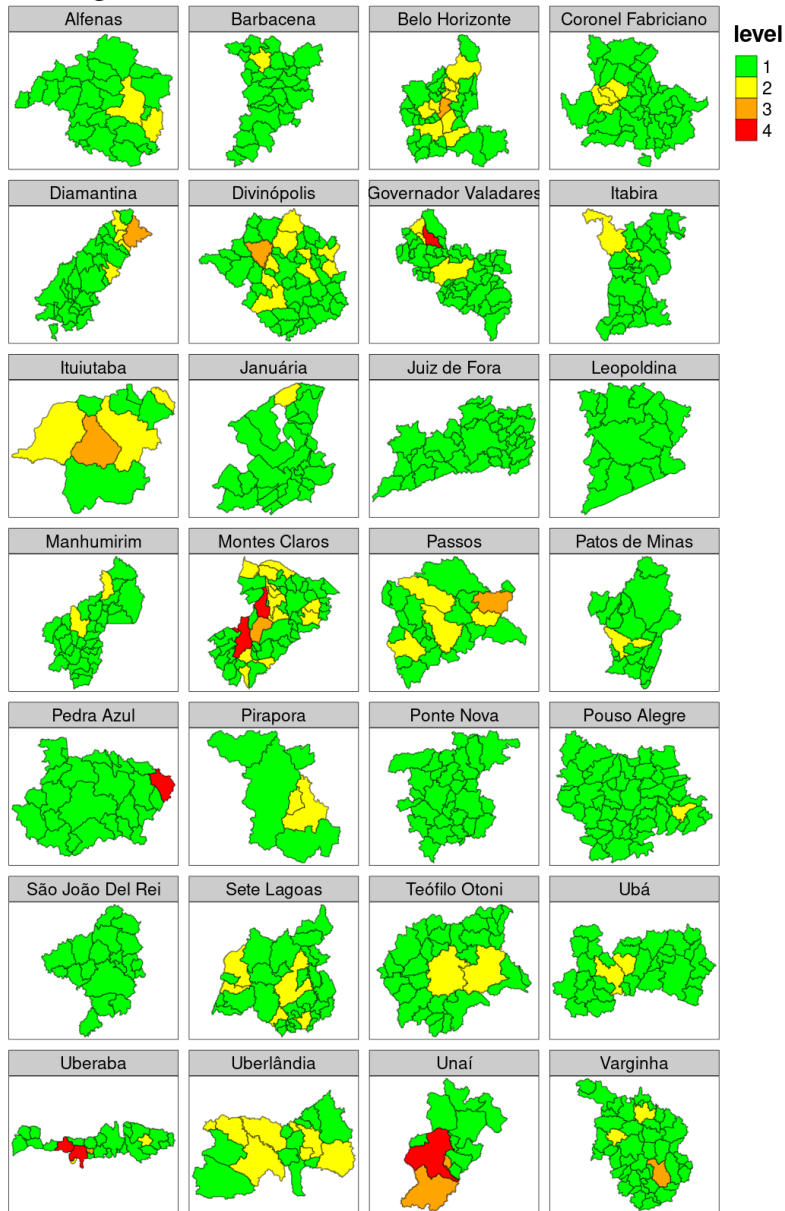 Alfenas
Barbacena
Belo Horizonte
Coronel Fabriciano
level
1
2
3
4
Diamantina
Divinópolis
Governador Valadares
Itabira
Ituiutaba
Januária
Juiz de Fora
Leopoldina
Manhumirim
Montes Claros
Passos
Patos de Minas
Pedra Azul
Pirapora
Ponte Nova
Pouso Alegre
São João Del Rei
Sete Lagoas
Teófilo Otoni
Ubá
Uberaba
Uberlândia
Unaí
Varginha